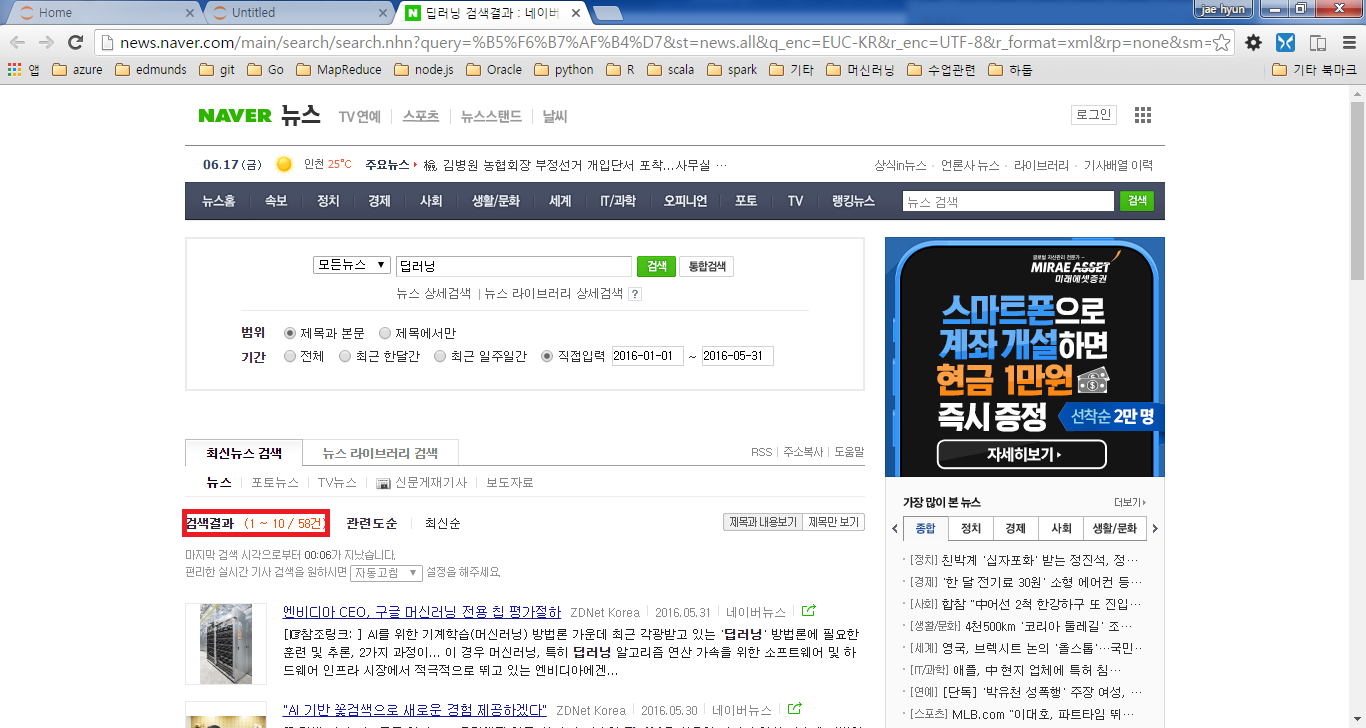 Home
Untitled
딥러닝 검색결과 : 네이버
jae hyun
news.naver.com/main/search/search.nhn?query=%B5%F6%B7%AF%B4%D7&st=news.all&q_enc=EUC-KR&r_enc=UTF-8&r_format=xml&rp=none&sm=
앱 azure edmunds git Go MapReduce node.js Oracle python R scala spark 기타 머신러닝 수업관련 하둡 기타 북마크
NAVER 뉴스 TV연예 스포츠 뉴스스탠드 날씨 로그인
06.17 (금) 인천 25°C 주요뉴스 檢, 김병원 농협회장 부정선거 개입단서 포착...사무실 … 상식in뉴스 · 언론사 뉴스 · 라이브러리 · 기사배열 이력
뉴스홈 속보 정치 경제 사회 생활/문화 세계 IT/과학 오피니언 포토 TV 랭킹뉴스 뉴스 검색 검색
모든뉴스 ▼ 딥러닝 검색 통합검색
뉴스 상세검색 | 뉴스 라이브러리 상세검색 ?
범위 제목과 본문 제목에서만
기간 전체 최근 한달간 최근 일주일간 직접입력 2016-01-01 ~ 2016-05-31
최신뉴스 검색 뉴스 라이브러리 검색 RSS 주소복사 도움말
뉴스 포토뉴스 TV뉴스 신문게재기사 보도자료
검색결과 (1 ~ 10 / 58건) 관련도순 최신순 제목과 내용보기 제목만 보기
마지막 검색 시각으로부터 00:06가 지났습니다.
편리한 실시간 기사 검색을 원하시면 자동고침 ▼ 설정을 해주세요.
엔비디아 CEO, 구글 머신러닝 전용 칩 평가절하 ZDNet Korea 2016.05.31 네이버뉴스
[☞참조링크: ] AI를 위한 기계학습(머신러닝) 방법론 가운데 최근 각광받고 있는 '딥러닝' 방법론에 필요한
훈련 및 추론, 2가지 과정이... 이 경우 머신러닝, 특히 딥러닝 알고리즘 연산 가속을 위한 소프트웨어 및 하
드웨어 인프라 시장에서 적극적으로 뛰고 있는 엔비디아에겐...
"AI 기반 꽃검색으로 새로운 경험 제공하겠다" ZDNet Korea 2016.05.30 네이버뉴스
글로벌 자산관리 전문가 –
MIRAE ASSET
미래에셋증권
스마트폰으로
계좌 개설하면
현금 1만원
즉시 증정 선착순 2만 명
자세히보기
가장 많이 본 뉴스 더보기
종합 정치 경제 사회 생활/문화
[정치] 친박계 '십자포화' 받는 정진석, 정…
[경제] '한 달 전기로 30원' 소형 에어컨 등…
[사회] 합참 "中어선 2척 한강하구 또 진입…
[생활/문화] 4천500km '코리아 둘레길' 조…
[세계] 영국, 브렉시트 논의 '올스톱'…국민…
[IT/과학] 애플, 中 현지 업체에 특허 침…
[연예] [단독] '박유천 성폭행' 주장 여성, …
[스포츠] MLB.com "이대호, 파트타임 뛰…